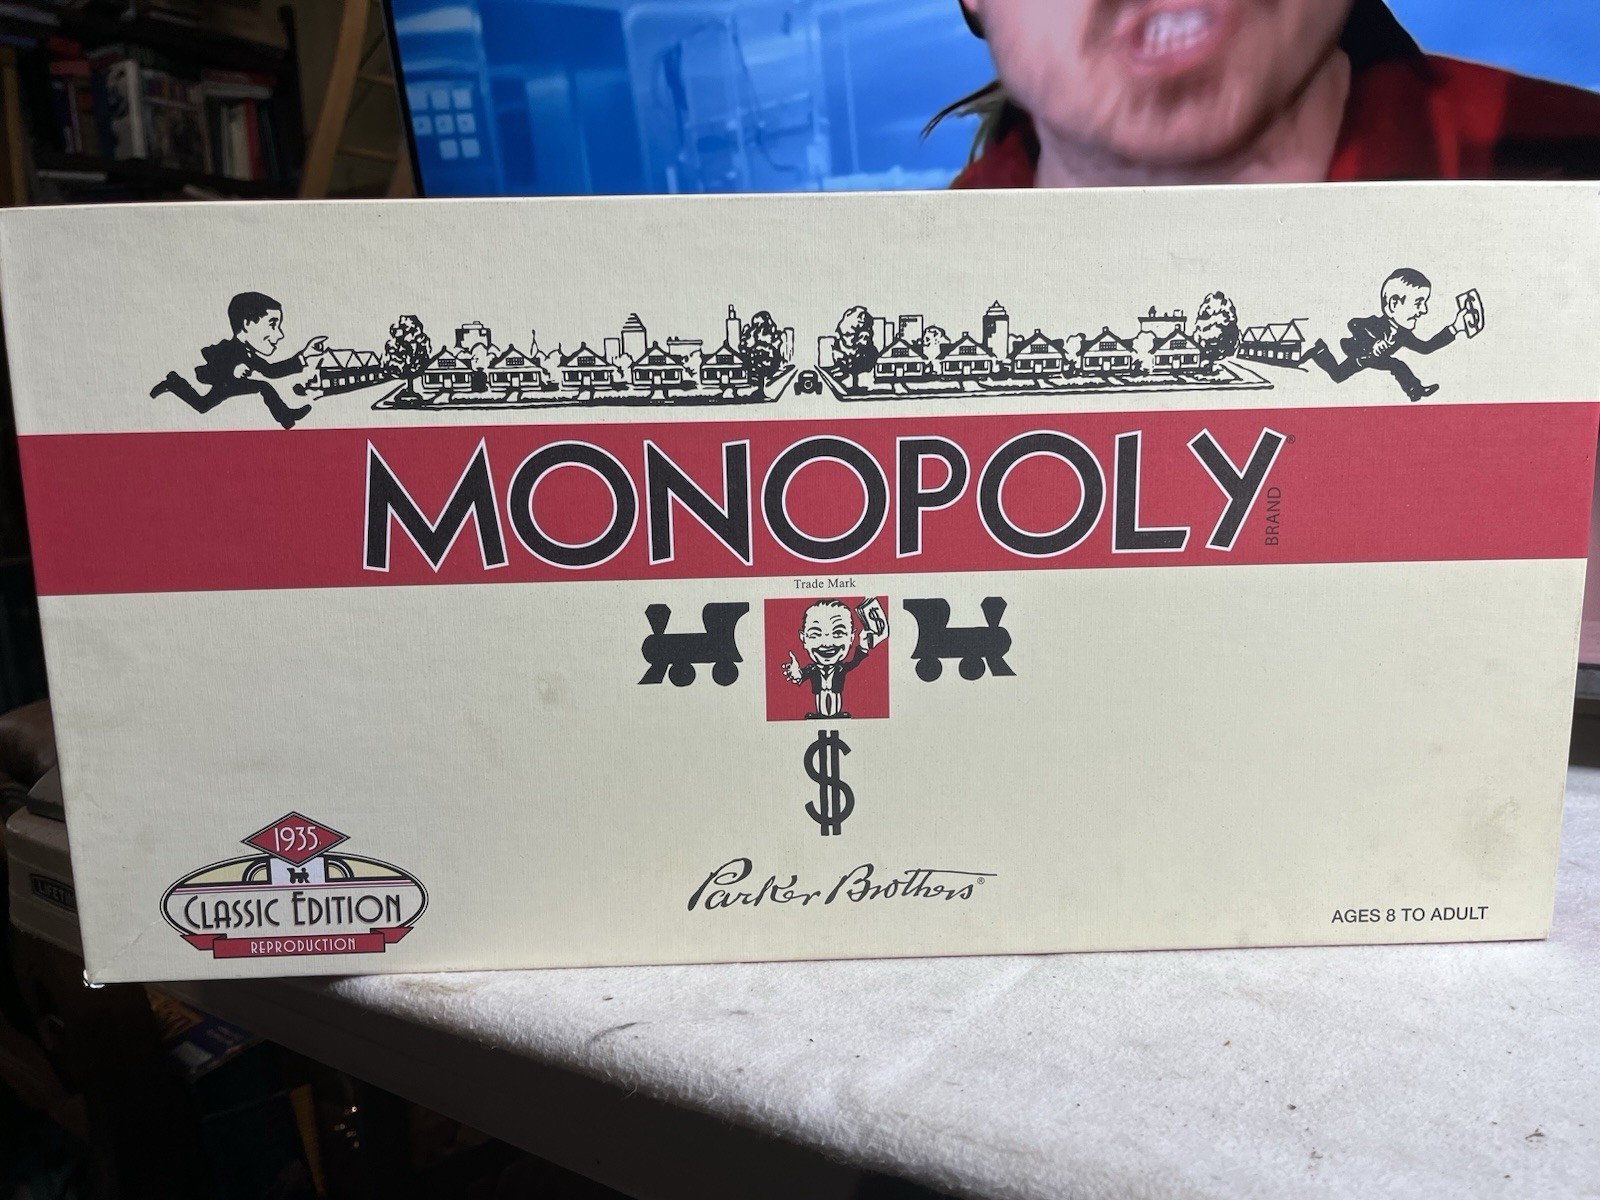 MONOPOLY®
BRAND
Trade Mark
$
$
1935
CLASSIC EDITION
REPRODUCTION
Parker Brothers®
AGES 8 TO ADULT